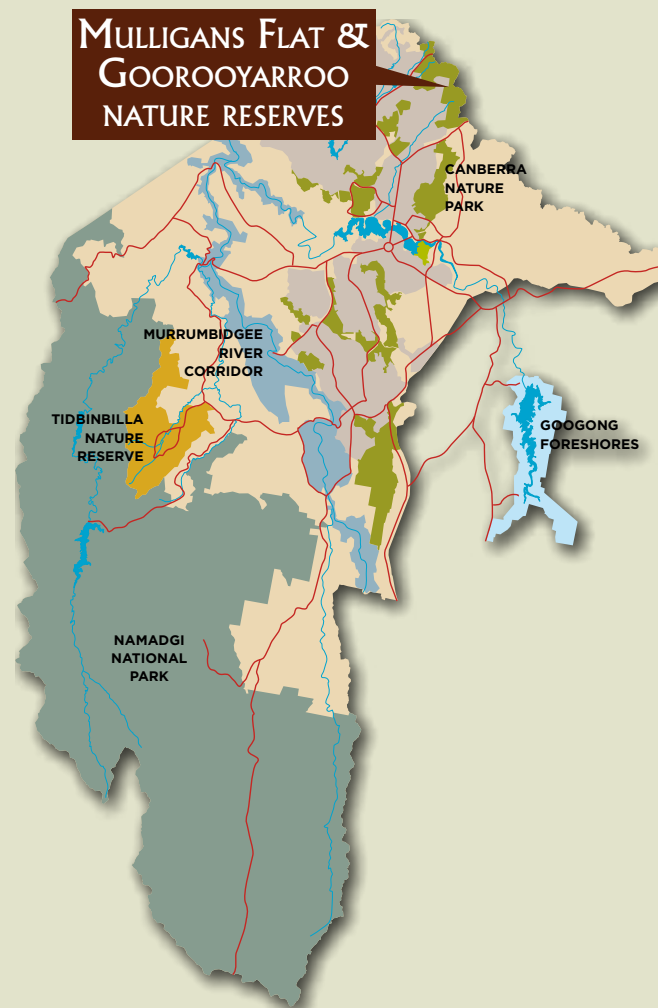 Mulligans Flat &
Goorooyarroo
nature reserves
CANBERRA
NATURE
PARK
MURRUMBIDGEE
RIVER
CORRIDOR
TIDBINBILLA
NATURE
RESERVE
GOOGONG
FORESHORES
NAMADGI
NATIONAL
PARK